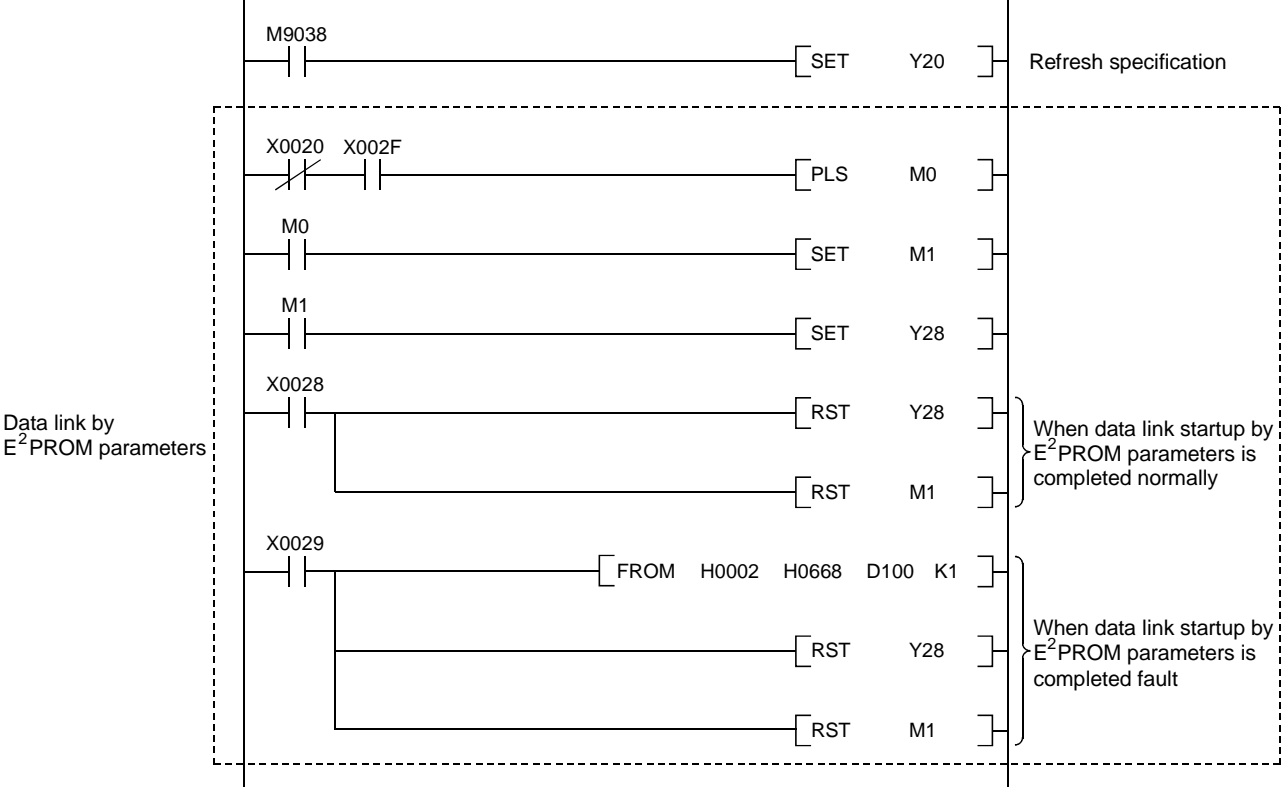 M9038
SET Y20 Refresh specification
X0020 X002F
PLS M0
M0
SET M1
M1
SET Y28
X0028
RST Y28
Data link by
E²PROM parameters
When data link startup by
E²PROM parameters is
completed normally
RST M1
X0029
FROM H0002 H0668 D100 K1
When data link startup by
E²PROM parameters is
completed fault
RST Y28
RST M1